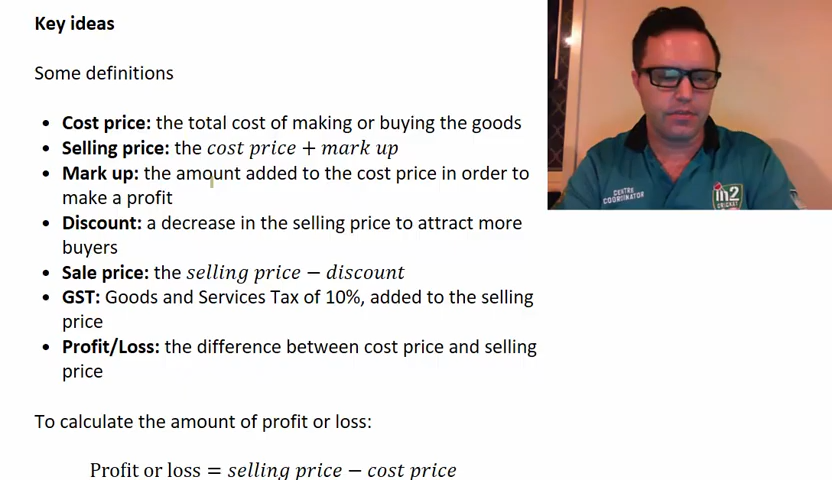 Key ideas
Some definitions
• Cost price: the total cost of making or buying the goods
• Selling price: the cost price + mark up
• Mark up: the amount added to the cost price in order to
make a profit
• Discount: a decrease in the selling price to attract more
buyers
• Sale price: the selling price − discount
• GST: Goods and Services Tax of 10%, added to the selling
price
• Profit/Loss: the difference between cost price and selling
price
To calculate the amount of profit or loss:
Profit or loss = selling price − cost price
CENTRE
COORDINATOR
in2
CRICKET